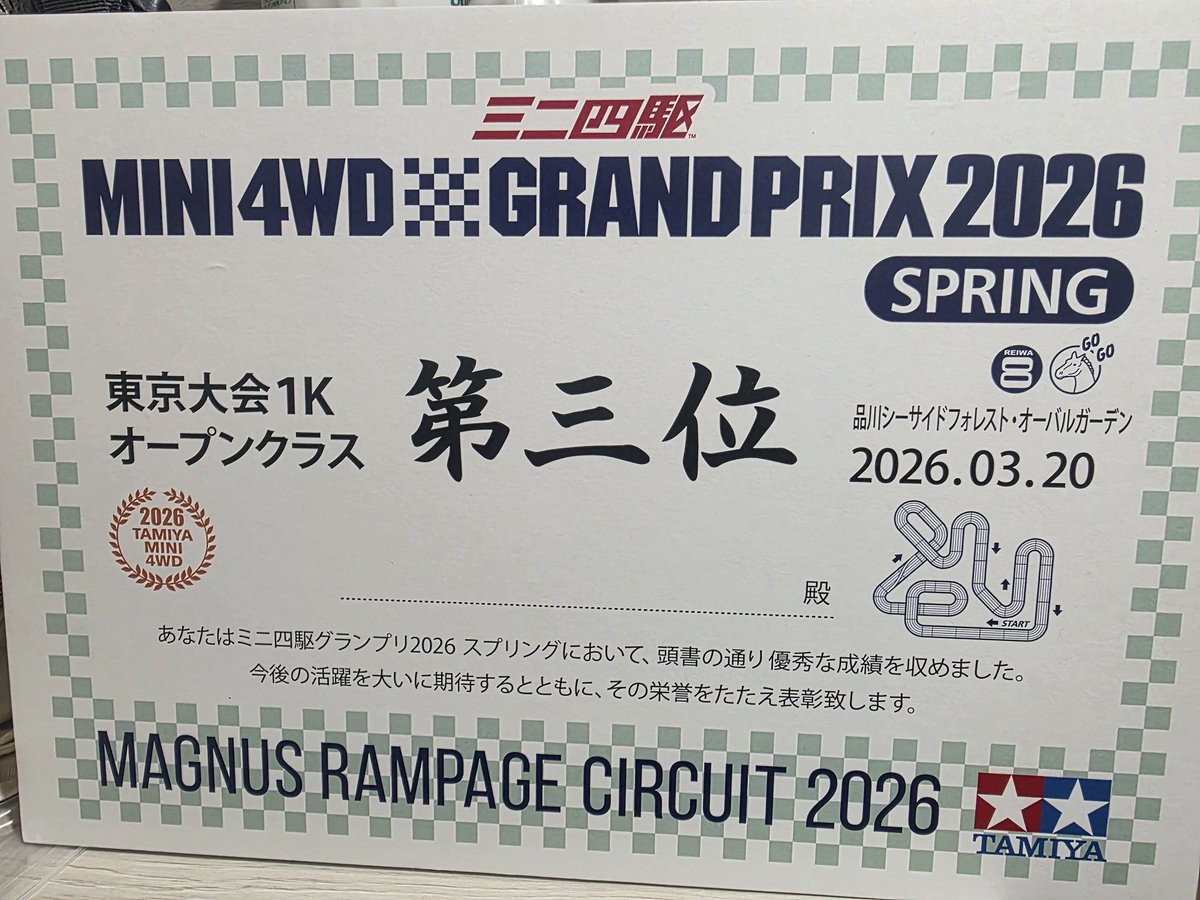 ミニ四駆™
MINI 4WD GRAND PRIX 2026
SPRING
REIWA
8
GO GO
東京大会1K
オープンクラス
第三位
品川シーサイドフォレスト・オーバルガーデン
2026.03.20
2026
TAMIYA
MINI
4WD
殿
START
あなたはミニ四駆グランプリ2026 スプリングにおいて、頭書の通り優秀な成績を収めました。
今後の活躍を大いに期待するとともに、その栄誉をたたえ表彰致します。
MAGNUS RAMPAGE CIRCUIT 2026
TAMIYA